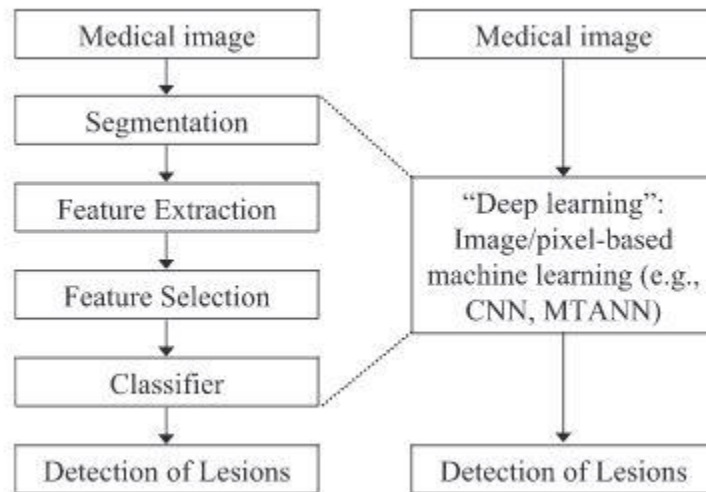 Medical image
Segmentation
Feature Extraction
Feature Selection
Classifier
Detection of Lesions
Medical image
“Deep learning”:
Image/pixel-based
machine learning (e.g.,
CNN, MTANN)
Detection of Lesions